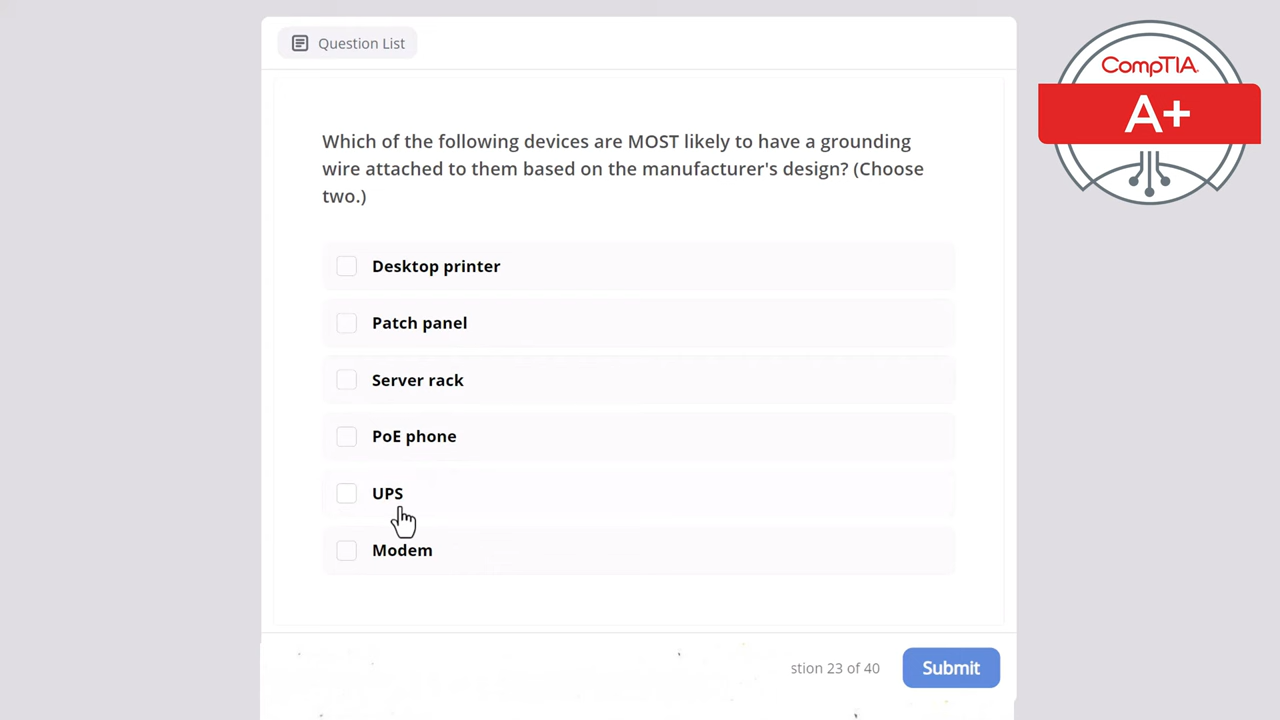 Question List
CompTIA.
A+
Which of the following devices are MOST likely to have a grounding
wire attached to them based on the manufacturer's design? (Choose
two.)
Desktop printer
Patch panel
Server rack
PoE phone
UPS
Modem
stion 23 of 40
Submit